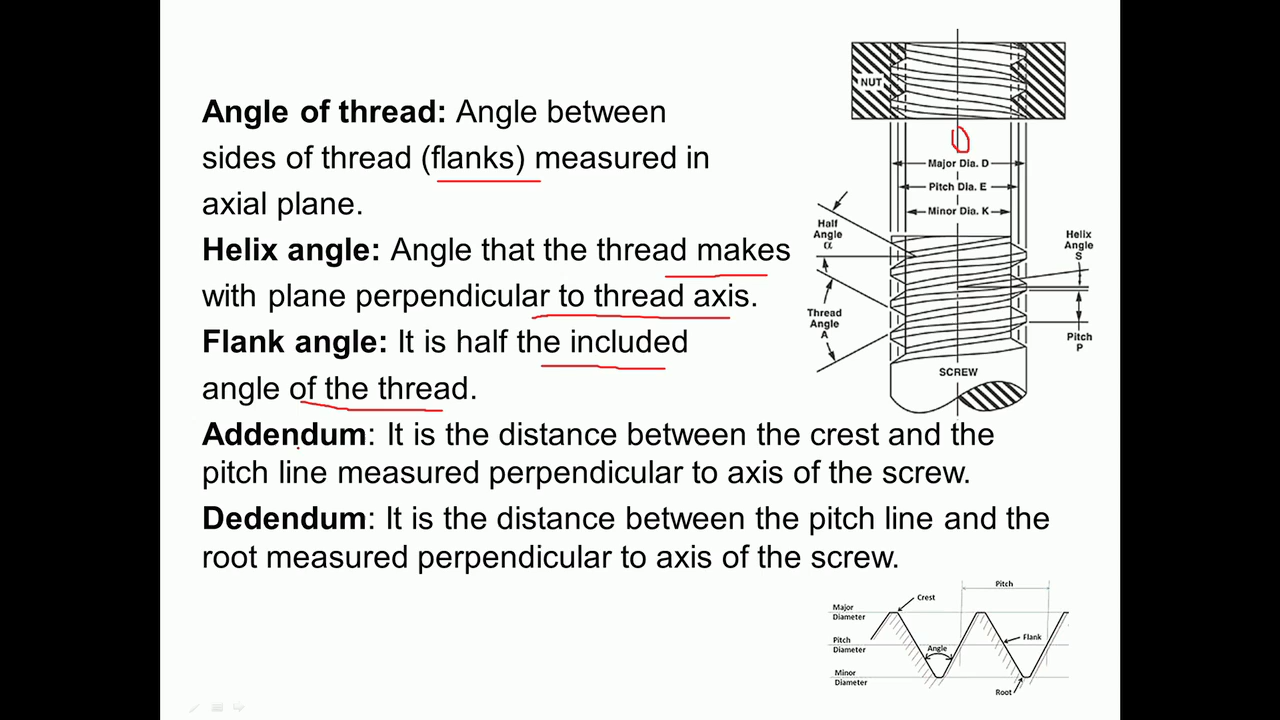 Angle of thread: Angle between
sides of thread (flanks) measured in
axial plane.
Helix angle: Angle that the thread makes
with plane perpendicular to thread axis.
Flank angle: It is half the included
angle of the thread.
Addendum: It is the distance between the crest and the
pitch line measured perpendicular to axis of the screw.
Dedendum: It is the distance between the pitch line and the
root measured perpendicular to axis of the screw.
NUT
D
Major Dia. D
Pitch Dia. E
Minor Dia. K
Half
Angle
α
Helix
Angle
S
Thread
Angle
A
Pitch
P
SCREW
Pitch
Crest
Major
Diameter
Pitch
Diameter
Flank
Angle
Minor
Diameter
Root